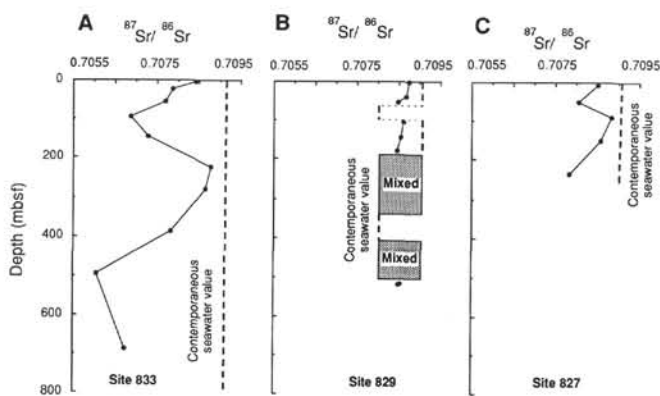 A
87Sr/ 86Sr
0.7055 0.7075 0.7095
0
200
400
600
800
Depth (mbsf)
Contemporaneous
seawater value
Site 833
B
87Sr/ 86Sr
0.7055 0.7075 0.7095
Contemporaneous
seawater value
Mixed
Mixed
Site 829
C
87Sr/ 86Sr
0.7055 0.7075 0.7095
Contemporaneous
seawater value
Site 827